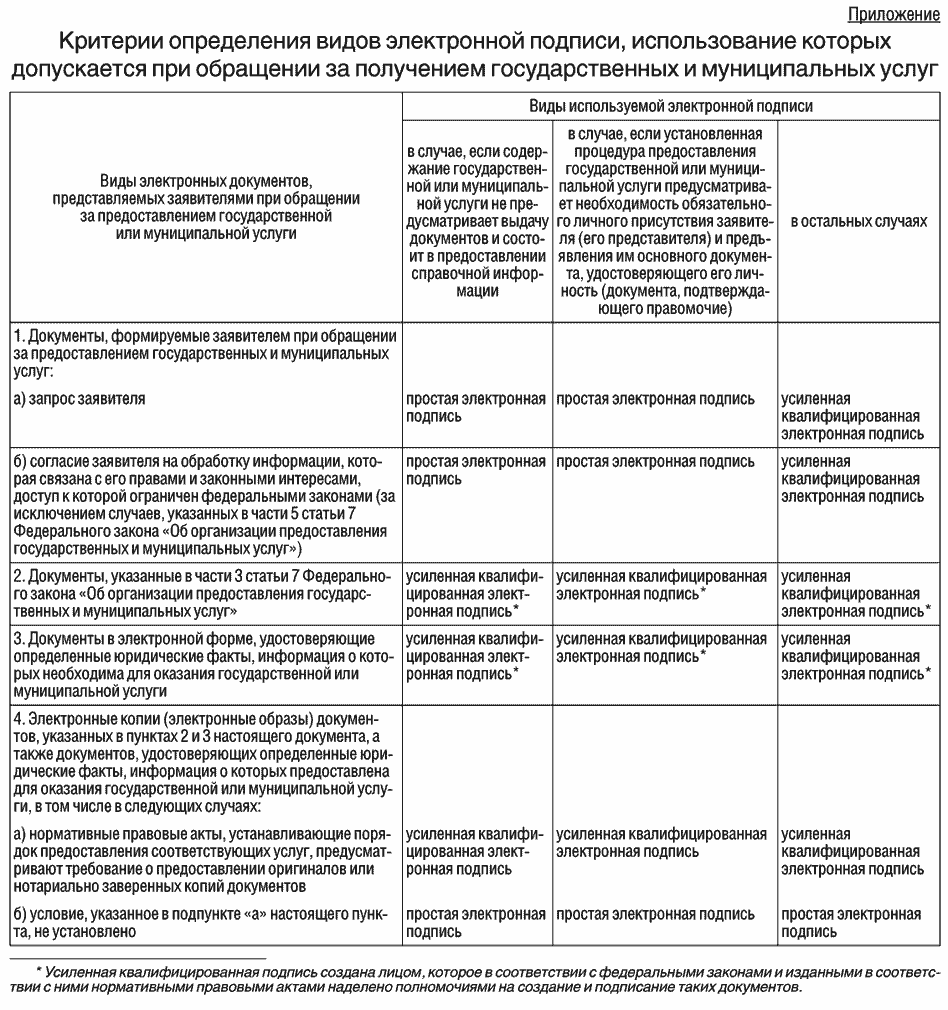 Приложение
Критерии определения видов электронной подписи, использование которых
допускается при обращении за получением государственных и муниципальных услуг
Виды электронных документов,
представляемых заявителями при обращении
за предоставлением государственной
или муниципальной услуги
Виды используемой электронной подписи
в случае, если содер-
жание государствен-
ной или муниципаль-
ной услуги не пре-
дусматривает выдачу
документов и состо-
ит в предоставлении
справочной инфор-
мации
в случае, если установленная
процедура предоставления
государственной или муници-
пальной услуги предусматрива-
ет необходимость обязательно-
го личного присутствия заявите-
ля (его представителя) и предъ-
явления им основного докумен-
та, удостоверяющего его лич-
ность (документа, подтвержда-
ющего правомочие)
в остальных случаях
1. Документы, формируемые заявителем при обращении
за предоставлением государственных и муниципальных
услуг:
а) запрос заявителя
простая электронная
подпись
простая электронная подпись
усиленная
квалифицированная
электронная подпись
б) согласие заявителя на обработку информации, кото-
рая связана с его правами и законными интересами,
доступ к которой ограничен федеральными законами (за
исключением случаев, указанных в части 5 статьи 7
Федерального закона «Об организации предоставления
государственных и муниципальных услуг»)
простая электронная
подпись
простая электронная подпись
усиленная
квалифицированная
электронная подпись
2. Документы, указанные в части 3 статьи 7 Федерально-
го закона «Об организации предоставления государс-
твенных и муниципальных услуг»
усиленная квалифи-
цированная элект-
ронная подпись*
усиленная квалифицированная
электронная подпись*
усиленная
квалифицированная
электронная подпись*
3. Документы в электронной форме, удостоверяющие
определенные юридические факты, информация о кото-
рых необходима для оказания государственной или
муниципальной услуги
усиленная квалифи-
цированная элект-
ронная подпись*
усиленная квалифицированная
электронная подпись*
усиленная
квалифицированная
электронная подпись*
4. Электронные копии (электронные образы) докумен-
тов, указанных в пунктах 2 и 3 настоящего документа, а
также документов, удостоверяющих определенные юри-
дические факты, информация о которых предоставлена
для оказания государственной или муниципальной услу-
ги, в том числе в следующих случаях:
а) нормативные правовые акты, устанавливающие поря-
док предоставления соответствующих услуг, предусмат-
ривают требование о предоставлении оригиналов или
нотариально заверенных копий документов
усиленная квалифи-
цированная элект-
ронная подпись
усиленная квалифицированная
электронная подпись
усиленная
квалифицированная
электронная подпись
б) условие, указанное в подпункте «а» настоящего пунк-
та, не установлено
простая электронная
подпись
простая электронная подпись
простая электронная
подпись
* Усиленная квалифицированная подпись создана лицом, которое в соответствии с федеральными законами и изданными в соответс-
твии с ними нормативными правовыми актами наделено полномочиями на создание и подписание таких документов.